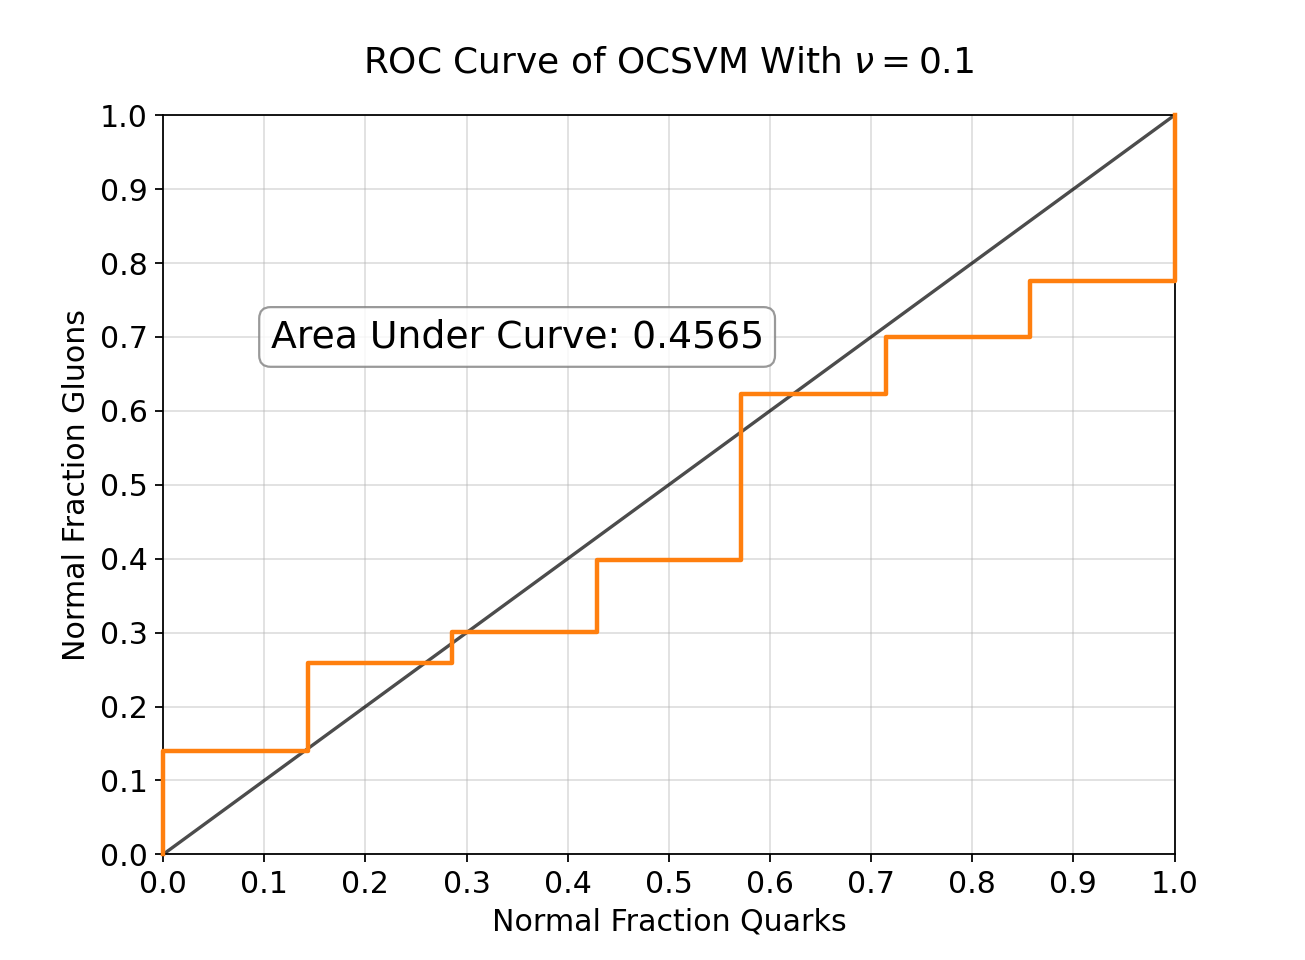 ROC Curve of OCSVM With ν = 0.1
1.0
0.9
0.8
0.7
0.6
0.5
0.4
0.3
0.2
0.1
0.0
Normal Fraction Gluons
Area Under Curve: 0.4565
0.0 0.1 0.2 0.3 0.4 0.5 0.6 0.7 0.8 0.9 1.0
Normal Fraction Quarks